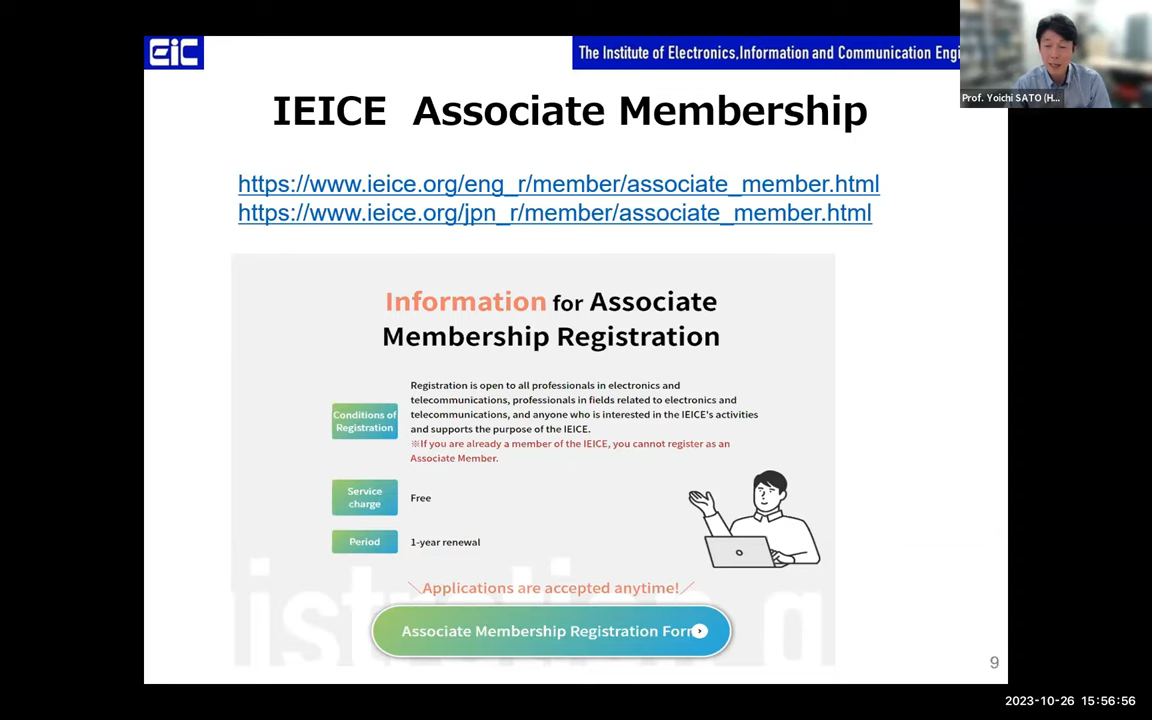 EiC
The Institute of Electronics,Information and Communication Engi
Prof. Yoichi SATO (H...
IEICE Associate Membership
https://www.ieice.org/eng_r/member/associate_member.html
https://www.ieice.org/jpn_r/member/associate_member.html
Information for Associate
Membership Registration
Conditions of
Registration
Registration is open to all professionals in electronics and
telecommunications, professionals in fields related to electronics and
telecommunications, and anyone who is interested in the IEICE's activities
and supports the purpose of the IEICE.
※If you are already a member of the IEICE, you cannot register as an
Associate Member.
Service
charge
Free
Period
1-year renewal
＼Applications are accepted anytime!／
Associate Membership Registration Form
9
2023-10-26 15:56:56